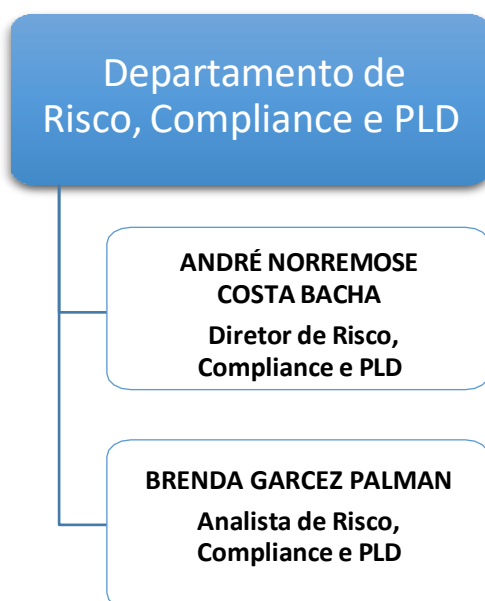 Departamento de
Risco, Compliance e PLD
ANDRÉ NORREMOSE
COSTA BACHA
Diretor de Risco,
Compliance e PLD
BRENDA GARCEZ PALMAN
Analista de Risco,
Compliance e PLD